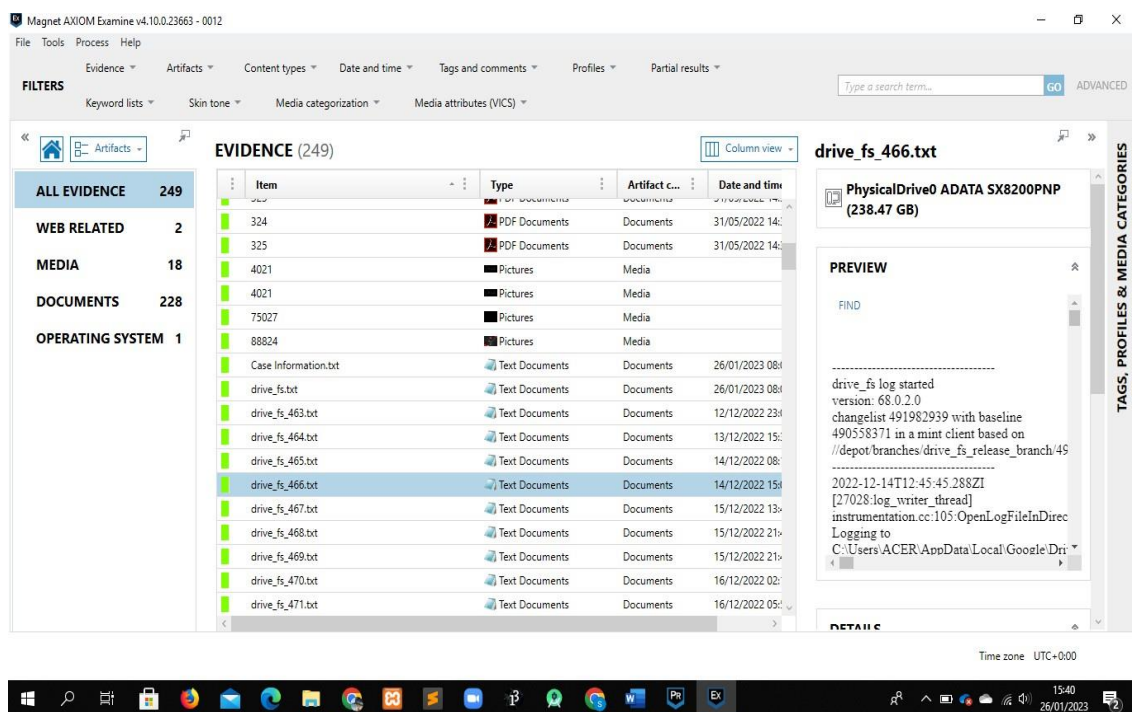 Magnet AXIOM Examine v4.10.0.23663 - 0012
File Tools Process Help
FILTERS
Evidence Artifacts Content types Date and time Tags and comments Profiles Partial results
Keyword lists Skin tone Media categorization Media attributes (VICS)
Type a search term...
GO ADVANCED
Artifacts
ALL EVIDENCE 249
WEB RELATED 2
MEDIA 18
DOCUMENTS 228
OPERATING SYSTEM 1
EVIDENCE (249)
Column view
Item Type Artifact c... Date and time
324 PDF Documents Documents 31/05/2022 14:
325 PDF Documents Documents 31/05/2022 14:
4021 Pictures Media
4021 Pictures Media
75027 Pictures Media
88824 Pictures Media
Case Information.txt Text Documents Documents 26/01/2023 08:
drive_fs.txt Text Documents Documents 26/01/2023 08:
drive_fs_463.txt Text Documents Documents 12/12/2022 23:
drive_fs_464.txt Text Documents Documents 13/12/2022 15:
drive_fs_465.txt Text Documents Documents 14/12/2022 08:
drive_fs_466.txt Text Documents Documents 14/12/2022 15:
drive_fs_467.txt Text Documents Documents 15/12/2022 13:
drive_fs_468.txt Text Documents Documents 15/12/2022 21:
drive_fs_469.txt Text Documents Documents 15/12/2022 21:
drive_fs_470.txt Text Documents Documents 16/12/2022 02:
drive_fs_471.txt Text Documents Documents 16/12/2022 05:
drive_fs_466.txt
PhysicalDrive0 ADATA SX8200PNP
(238.47 GB)
PREVIEW
FIND
-------------------------------------
drive_fs log started
version: 68.0.2.0
changelist 491982939 with baseline
490558371 in a mint client based on
//depot/branches/drive_fs_release_branch/49
-------------------------------------
2022-12-14T12:45:45.288ZI
[27028:log_writer_thread]
instrumentation.cc:105:OpenLogFileInDirec
Logging to
C:\Users\ACER\AppData\Local\Google\Dri
DETAILS
TAGS, PROFILES & MEDIA CATEGORIES
Time zone UTC+0:00
PR EX
15:40
26/01/2023